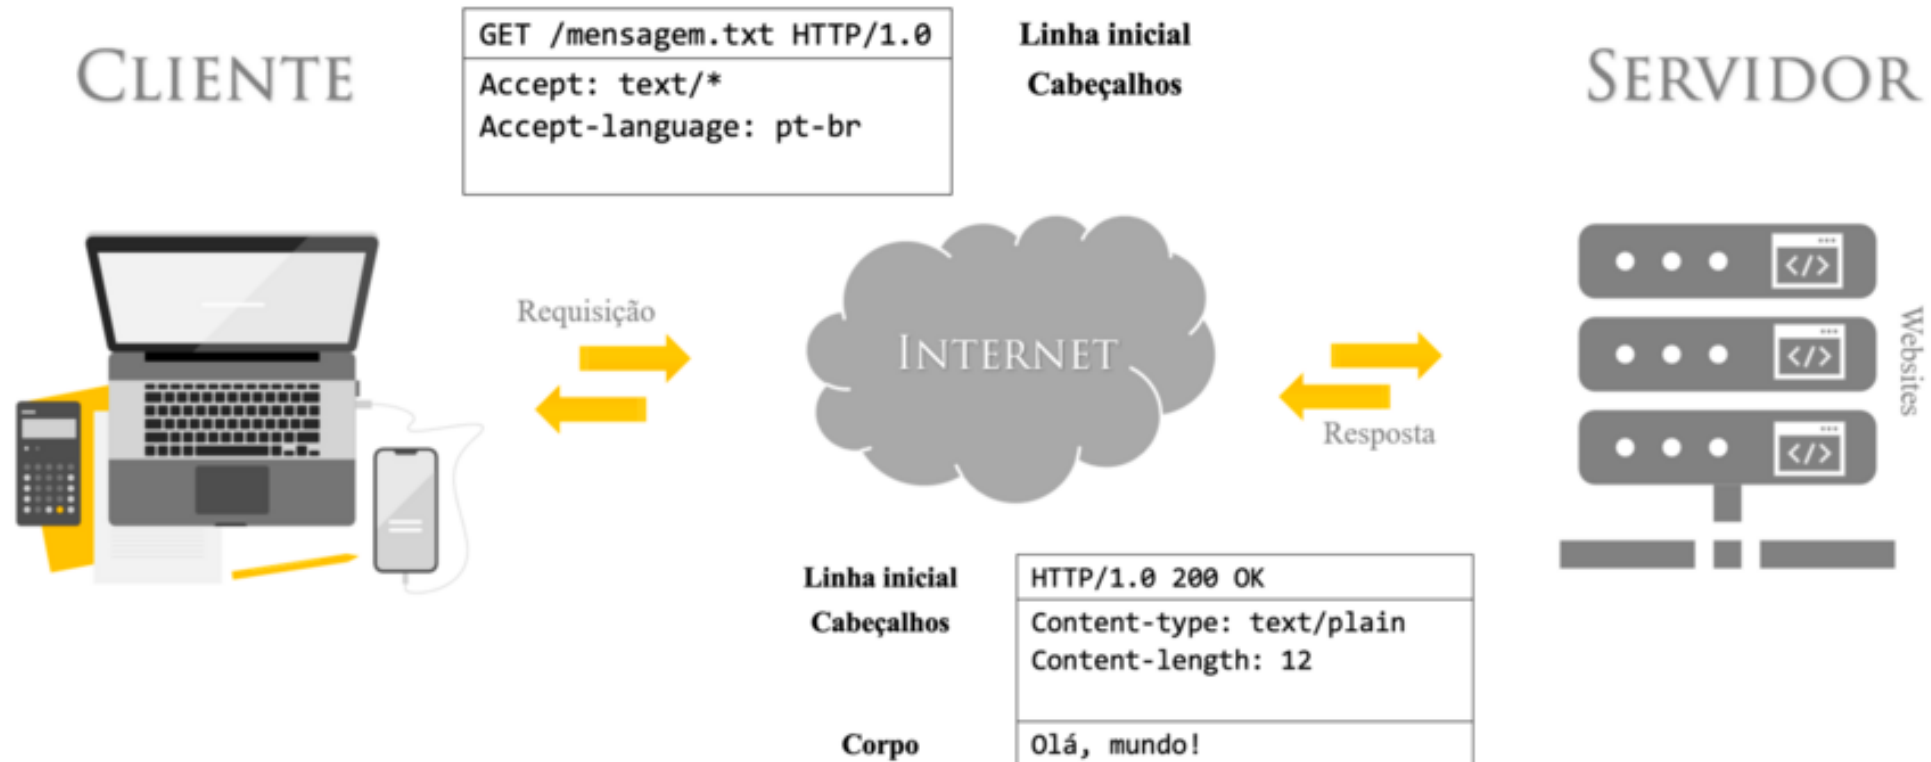 CLIENTE
GET /mensagem.txt HTTP/1.0
Accept: text/*
Accept-language: pt-br
Linha inicial
Cabeçalhos
SERVIDOR
Requisição
INTERNET
Resposta
Websites
</>
</>
</>
Linha inicial
Cabeçalhos
Corpo
HTTP/1.0 200 OK
Content-type: text/plain
Content-length: 12
Olá, mundo!